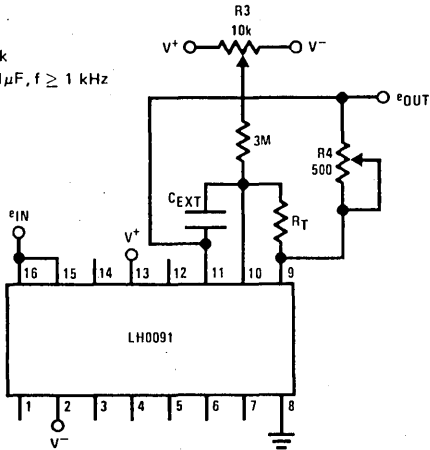 R3
10k
V+ V−
k
μF, f ≥ 1 kHz
eOUT
3M
R4
500
CEXT
RT
eIN
V+
16 15 14 13 12 11 10 9
LH0091
1 2 3 4 5 6 7 8
V−